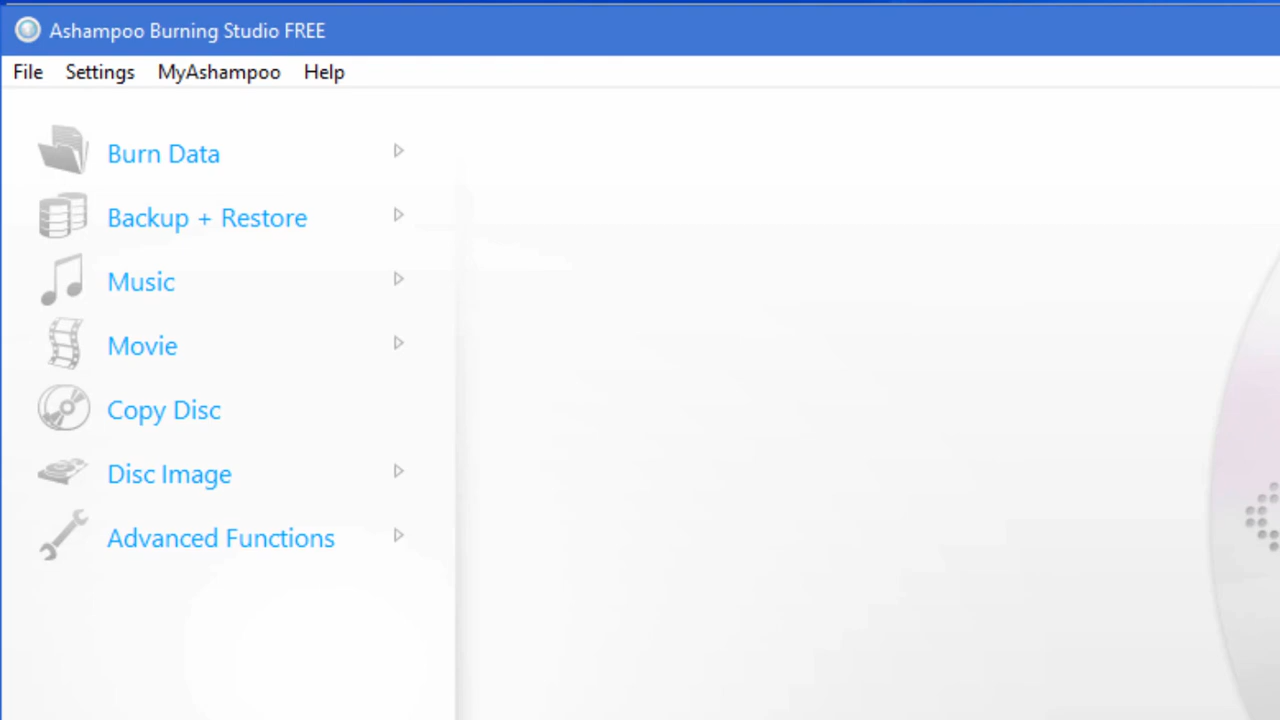 Ashampoo Burning Studio FREE
File Settings MyAshampoo Help
Burn Data
Backup + Restore
Music
Movie
Copy Disc
Disc Image
Advanced Functions